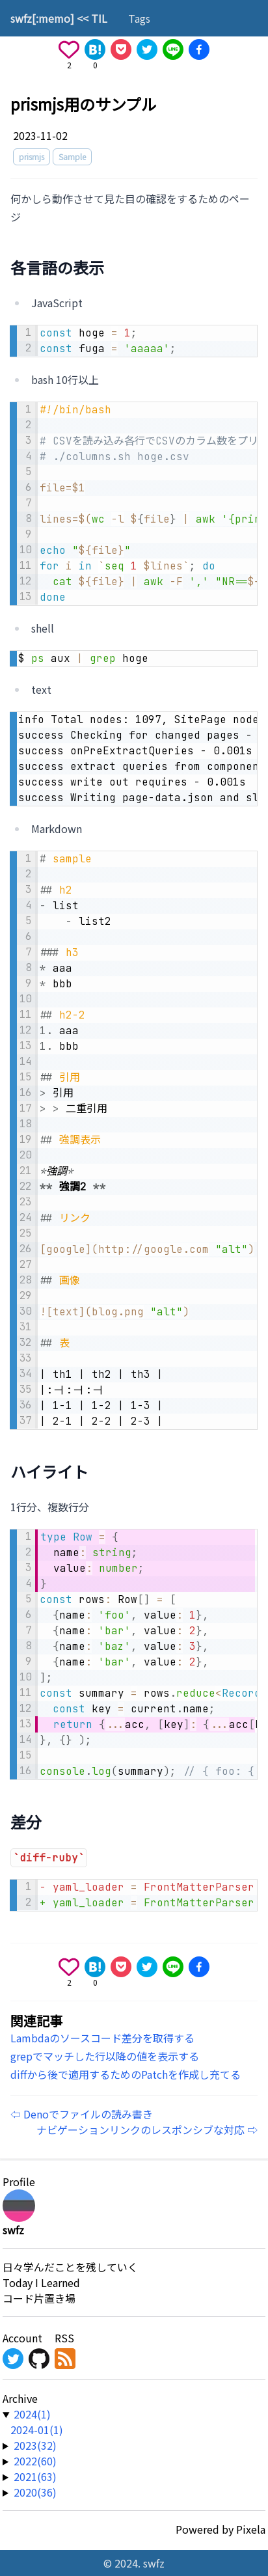 swfz[:memo] << TIL Tags
2 0
prismjs用のサンプル
2023-11-02
prismjs Sample
何かしら動作させて見た目の確認をするためのペー
ジ
各言語の表示
JavaScript
1 const hoge = 1;
2 const fuga = 'aaaaa';
bash 10行以上
1 #!/bin/bash
2
3 # CSVを読み込み各行でCSVのカラム数をプリ
4 # ./columns.sh hoge.csv
5
6 file=$1
7
8 lines=$(wc -l ${file} | awk '{prin
9
10 echo "${file}"
11 for i in `seq 1 $lines`; do
12 cat ${file} | awk -F ',' "NR==$
13 done
shell
$ ps aux | grep hoge
text
info Total nodes: 1097, SitePage node
success Checking for changed pages -
success onPreExtractQueries - 0.001s
success extract queries from componen
success write out requires - 0.001s
success Writing page-data.json and sl
Markdown
1 # sample
2
3 ## h2
4 - list
5 - list2
6
7 ### h3
8 * aaa
9 * bbb
10
11 ## h2-2
12 1. aaa
13 1. bbb
14
15 ## 引用
16 > 引用
17 > > 二重引用
18
19 ## 強調表示
20
21 *強調*
22 ** 強調2 **
23
24 ## リンク
25
26 [google](http://google.com "alt")
27
28 ## 画像
29
30 ![text](blog.png "alt")
31
32 ## 表
33
34 | th1 | th2 | th3 |
35 |:-|:-|:-|
36 | 1-1 | 1-2 | 1-3 |
37 | 2-1 | 2-2 | 2-3 |
ハイライト
1行分、複数行分
1 type Row = {
2 name: string;
3 value: number;
4 }
5 const rows: Row[] = [
6 {name: 'foo', value: 1},
7 {name: 'bar', value: 2},
8 {name: 'baz', value: 3},
9 {name: 'bar', value: 2},
10 ];
11 const summary = rows.reduce<Recor
12 const key = current.name;
13 return {...acc, [key]: {...acc[
14 }, {} );
15
16 console.log(summary); // { foo: {
差分
`diff-ruby`
1 - yaml_loader = FrontMatterParser
2 + yaml_loader = FrontMatterParser
2 0
関連記事
Lambdaのソースコード差分を取得する
grepでマッチした行以降の値を表示する
diffから後で適用するためのPatchを作成し充てる
⇦ Denoでファイルの読み書き
ナビゲーションリンクのレスポンシブな対応 ⇨
Profile
swfz
日々学んだことを残していく
Today I Learned
コード片置き場
Account RSS
Archive
▼ 2024(1)
2024-01(1)
▶ 2023(32)
▶ 2022(60)
▶ 2021(63)
▶ 2020(36)
Powered by Pixela
© 2024. swfz